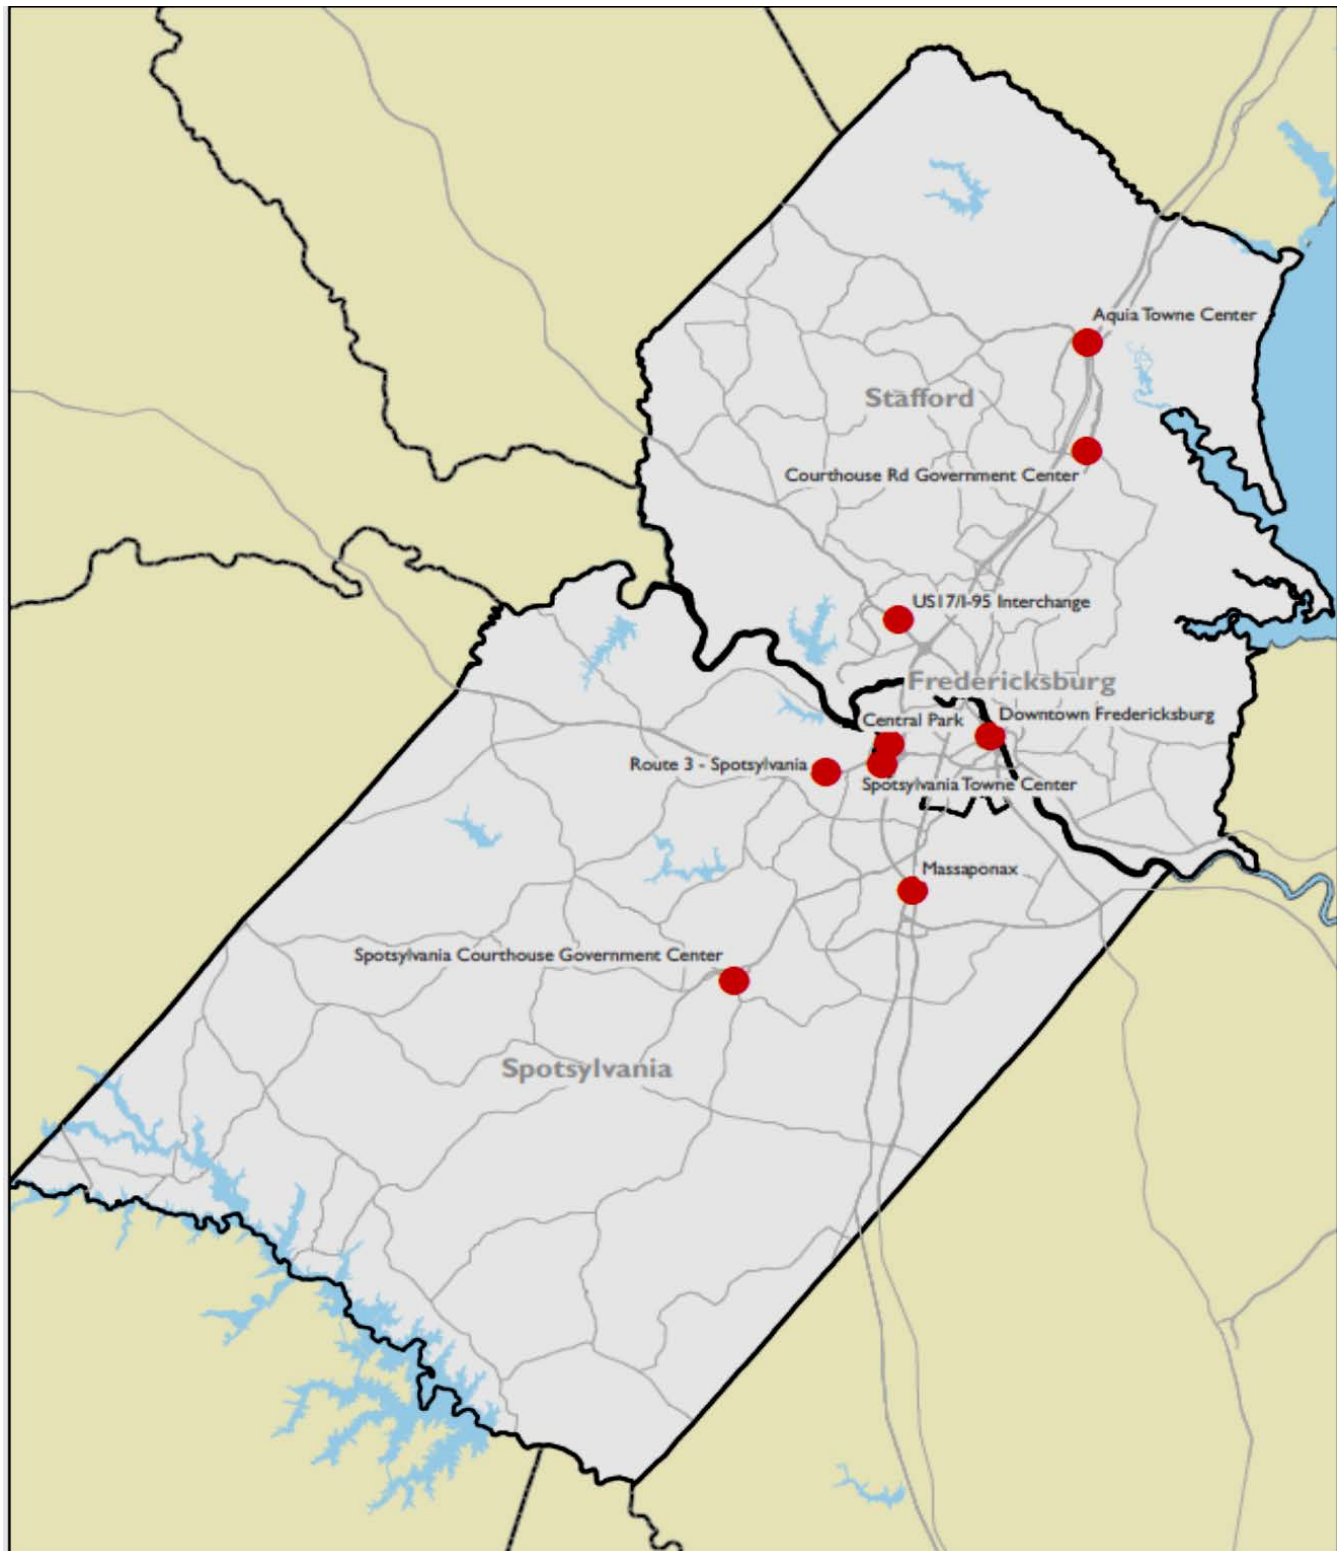 Aquia Towne Center
Stafford
Courthouse Rd Government Center
US17/I-95 Interchange
Fredericksburg
Central Park
Downtown Fredericksburg
Route 3 - Spotsylvania
Spotsylvania Towne Center
Massaponax
Spotsylvania Courthouse Government Center
Spotsylvania